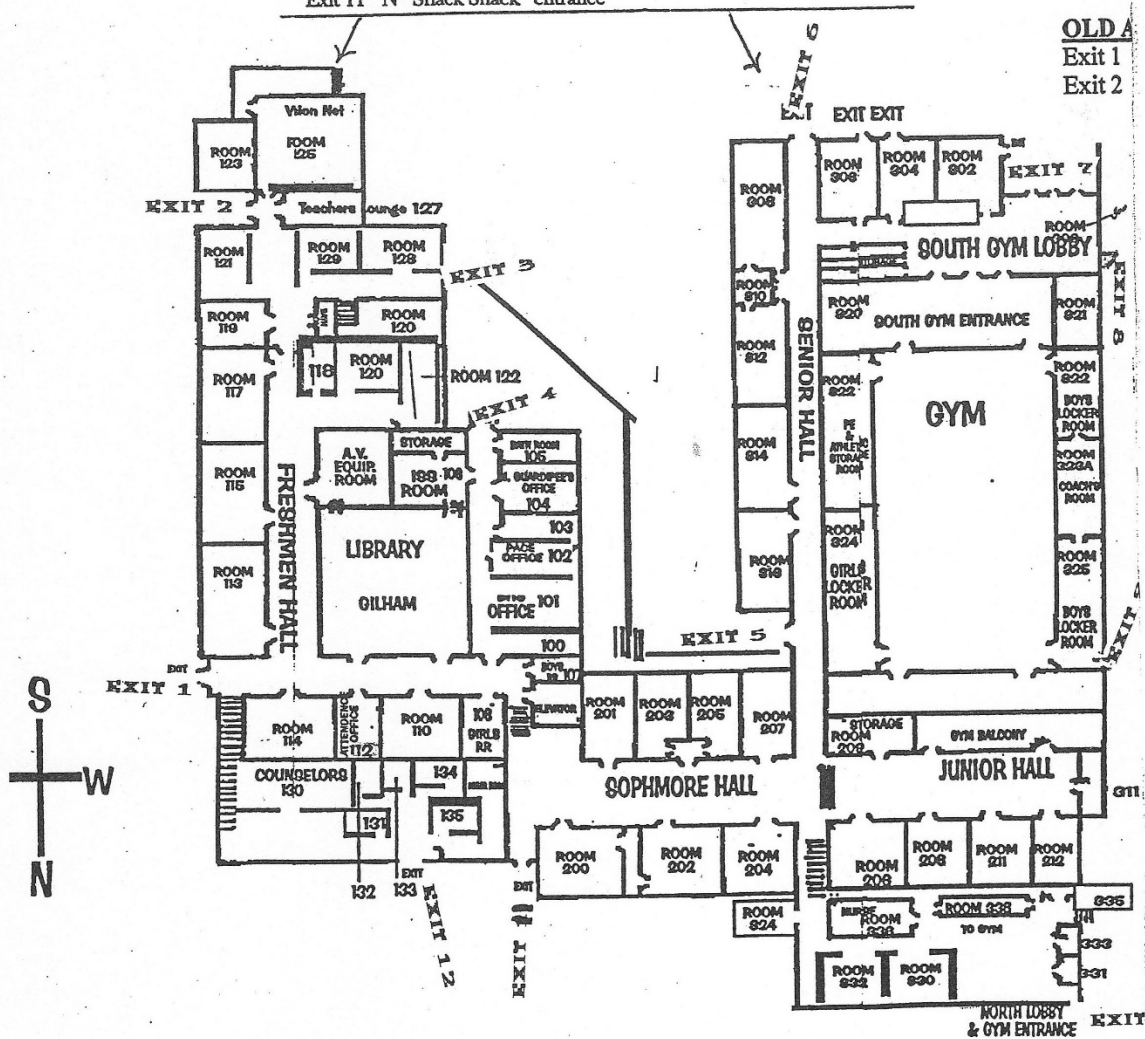 Exit 11 "N "Snack Shack" entrance
OLD A
Exit 1
Exit 2
EXIT 6
EXIT EXIT EXIT
Vision Net
ROOM 125
ROOM 123
EXIT 2
Teachers Lounge 127
ROOM 121
ROOM 129
ROOM 128
EXIT 3
ROOM 119
ROOM 120
118
ROOM 120
ROOM 122
ROOM 117
EXIT 4
STORAGE
A.V. EQUIP. ROOM
ROOM 108
BATH ROOM 105
OFFICE 104
103
PACE OFFICE 102
OFFICE 101
100
ROOM 115
ROOM 113
FRESHMEN HALL
LIBRARY
GILHAM
EXIT
EXIT 1
BOYS RR 107
ELEVATOR
ROOM 114
ATTENDENCE OFFICE 112
ROOM 110
106 GIRLS RR
COUNSELORS 130
131
132
133
134
135
EXIT
EXIT 12
EXIT
EXIT 1
S
W
N
ROOM 308
ROOM 306
ROOM 304
ROOM 302
EXIT 7
ROOM 309
SOUTH GYM LOBBY
STORAGE
EXIT 8
ROOM 310
ROOM 312
ROOM 314
ROOM 316
SENIOR HALL
ROOM 320
SOUTH GYM ENTRANCE
ROOM 321
ROOM 322
PE & ATHLETIC STORAGE ROOM
GYM
ROOM 322
BOYS LOCKER ROOM
ROOM 323A
COACH'S ROOM
ROOM 324
GIRLS LOCKER ROOM
ROOM 325
BOYS LOCKER ROOM
EXIT
EXIT 5
ROOM 201
ROOM 203
ROOM 205
ROOM 207
STORAGE
ROOM 209
GYM BALCONY
SOPHMORE HALL
JUNIOR HALL
311
ROOM 200
ROOM 202
ROOM 204
ROOM 206
ROOM 208
ROOM 211
ROOM 212
ROOM 324
NURSE
ROOM 336
ROOM 338
TO GYM
335
333
331
ROOM 332
ROOM 330
NORTH LOBBY
& GYM ENTRANCE
EXIT